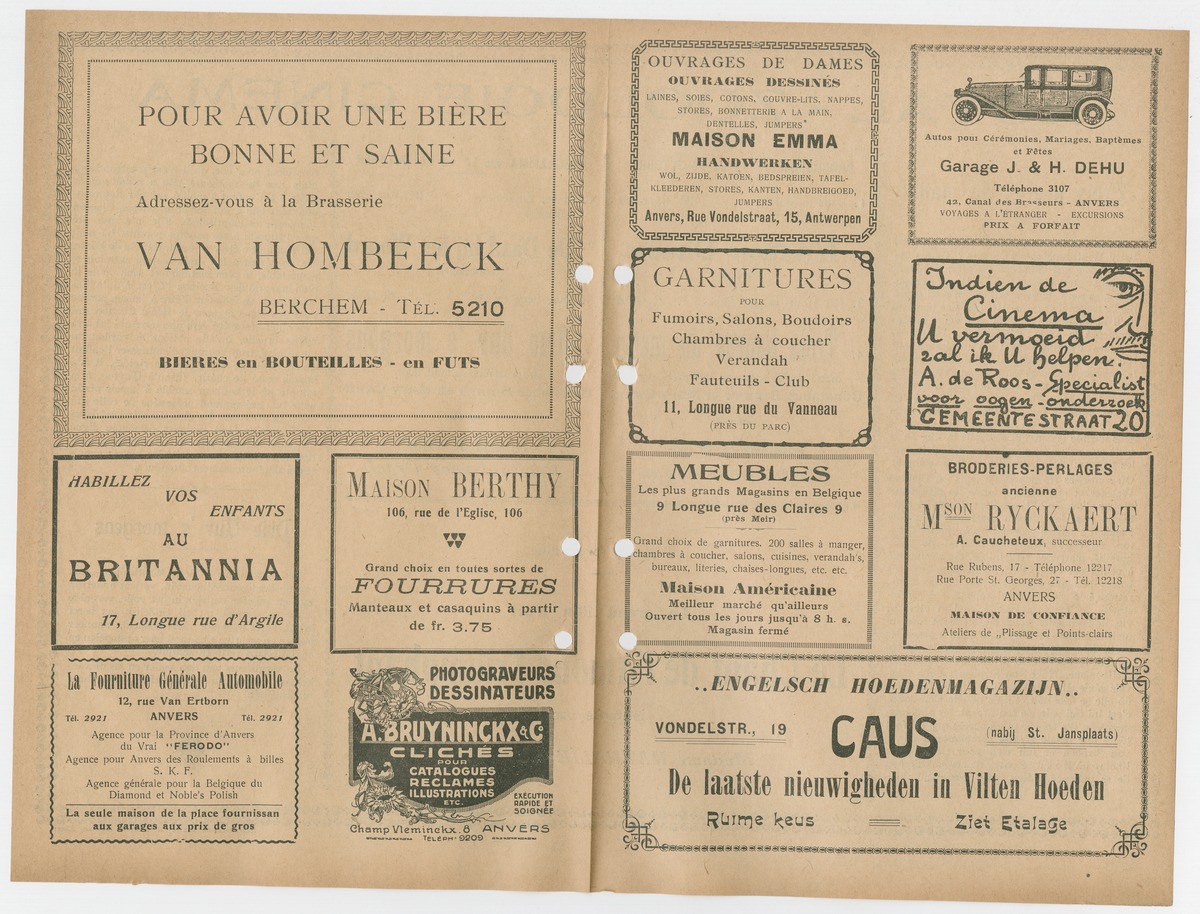 POUR AVOIR UNE BIÈRE
BONNE ET SAINE
Adressez-vous à la Brasserie
VAN HOMBEECK
BERCHEM - TÉL. 5210
BIERES en BOUTEILLES - en FUTS
HABILLEZ
VOS
ENFANTS
AU
BRITANNIA
17, Longue rue d'Argile
MAISON BERTHY
106, rue de l'Eglise, 106
Grand choix en toutes sortes de
FOURRURES
Manteaux et casaquins à partir
de fr. 3.75
La Fourniture Générale Automobile
12, rue Van Ertborn
Tél. 2921 ANVERS Tél. 2921
Agence pour la Province d'Anvers
du Vrai "FERODO"
Agence pour Anvers des Roulements à billes
S. K. F.
Agence générale pour la Belgique du
Diamond et Noble's Polish
La seule maison de la place fournissan
aux garages aux prix de gros
PHOTOGRAVEURS
DESSINATEURS
A. BRUYNINCKX & Co
CLICHÉS
POUR
CATALOGUES
RECLAMES
ILLUSTRATIONS
ETC.
EXÉCUTION
RAPIDE ET
SOIGNÉE
Champ Vleminckx. 8 ANVERS
TELÉPH. 9209
OUVRAGES DE DAMES
OUVRAGES DESSINÉS
LAINES, SOIES, COTONS, COUVRE-LITS, NAPPES,
STORES, BONNETTERIE A LA MAIN,
DENTELLES, JUMPERS
MAISON EMMA
HANDWERKEN
WOL, ZIJDE, KATOEN, BEDSPREIEN, TAFEL-
KLEEDEREN, STORES, KANTEN, HANDBREIGOED,
JUMPERS
Anvers, Rue Vondelstraat, 15, Antwerpen
Autos pour Cérémonies, Mariages, Baptèmes
et Fêtes
Garage J. & H. DEHU
Téléphone 3107
42, Canal des Brasseurs - ANVERS
VOYAGES A L'ETRANGER - EXCURSIONS
PRIX A FORFAIT
GARNITURES
POUR
Fumoirs, Salons, Boudoirs
Chambres à coucher
Verandah
Fauteuils - Club
11, Longue rue du Vanneau
(PRÈS DU PARC)
Indien de
Cinema
U vermoeid
zal ik U helpen.
A. de Roos - Specialist
voor oogen-onderzoek
GEMEENTESTRAAT 20
MEUBLES
Les plus grands Magasins en Belgique
9 Longue rue des Claires 9
(près Meir)
Grand choix de garnitures. 200 salles à manger,
chambres à coucher, salons, cuisines, verandah's,
bureaux, literies, chaises-longues, etc. etc.
Maison Américaine
Meilleur marché qu'ailleurs
Ouvert tous les jours jusqu'à 8 h. s.
Magasin fermé
BRODERIES-PERLAGES
ancienne
MSON RYCKAERT
A. Caucheteux, successeur
Rue Rubens, 17 - Téléphone 12217
Rue Porte St. Georges, 27 - Tél. 12218
ANVERS
MAISON DE CONFIANCE
Ateliers de „Plissage et Points-clairs
..ENGELSCH HOEDENMAGAZIJN..
VONDELSTR., 19 CAUS (nabij St. Jansplaats)
De laatste nieuwigheden in Vilten Hoeden
Ruime keus Ziet Etalage